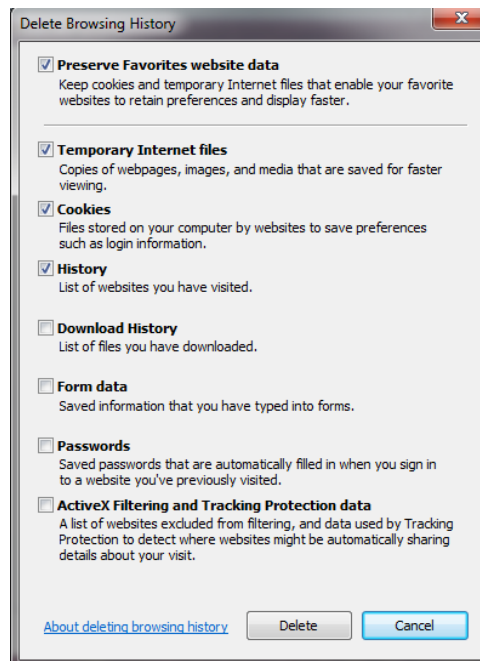 Delete Browsing History
Preserve Favorites website data
Keep cookies and temporary Internet files that enable your favorite
websites to retain preferences and display faster.
Temporary Internet files
Copies of webpages, images, and media that are saved for faster
viewing.
Cookies
Files stored on your computer by websites to save preferences
such as login information.
History
List of websites you have visited.
Download History
List of files you have downloaded.
Form data
Saved information that you have typed into forms.
Passwords
Saved passwords that are automatically filled in when you sign in
to a website you've previously visited.
ActiveX Filtering and Tracking Protection data
A list of websites excluded from filtering, and data used by Tracking
Protection to detect where websites might be automatically sharing
details about your visit.
About deleting browsing history Delete Cancel